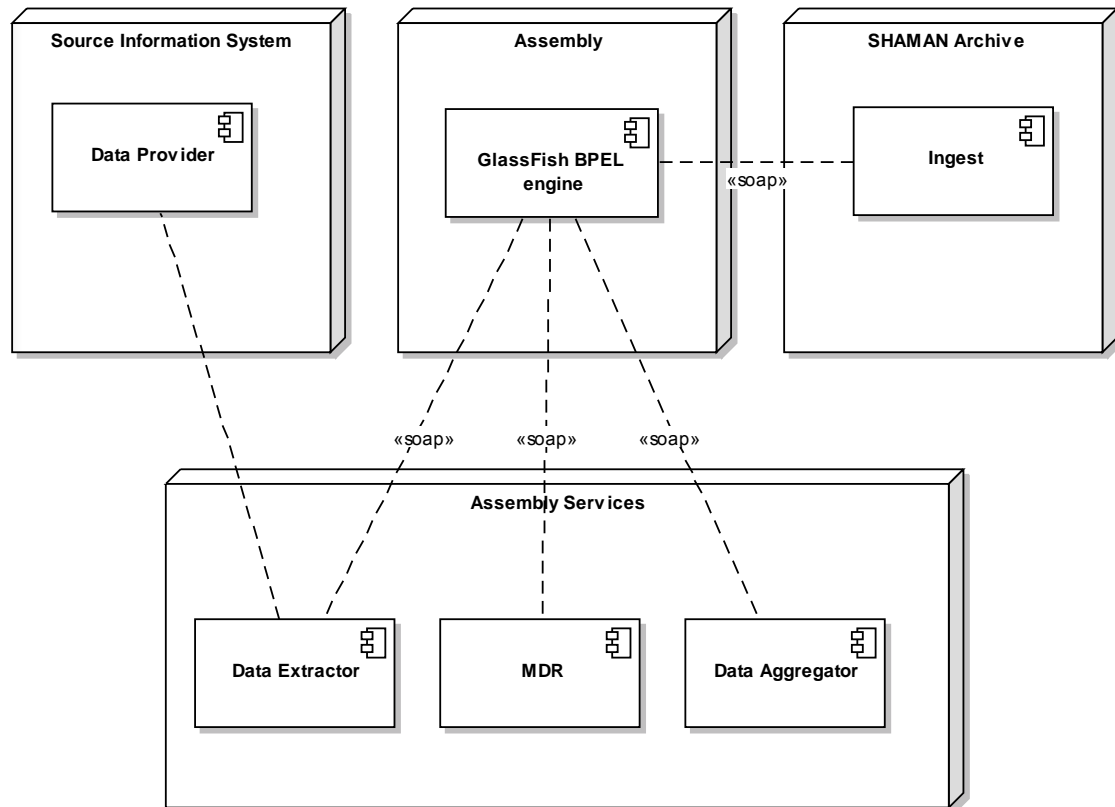 Source Information System
Assembly
SHAMAN Archive
Data Provider
GlassFish BPEL
engine
Ingest
«soap»
«soap»
«soap»
«soap»
Assembly Services
Data Extractor
MDR
Data Aggregator